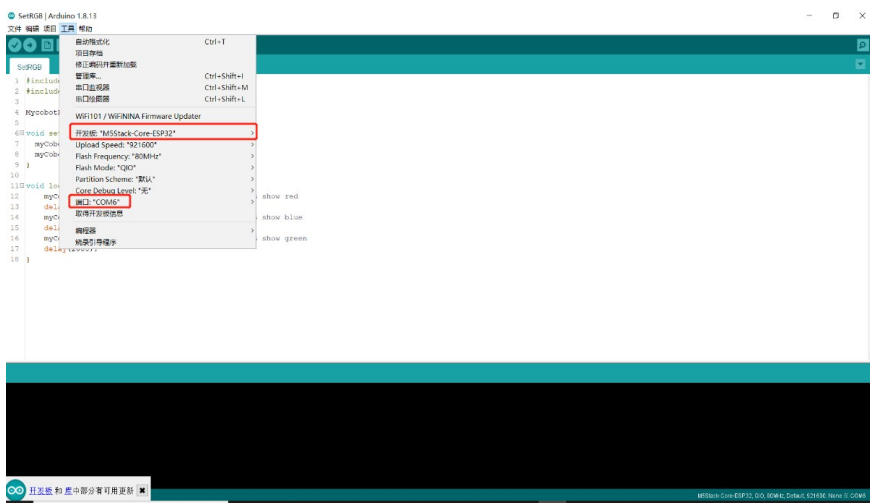 SetRGB | Arduino 1.8.13
文件 编辑 项目 工具 帮助
自动格式化 Ctrl+T
项目存档
修正编码并重新加载
管理库... Ctrl+Shift+I
串口监视器 Ctrl+Shift+M
串口绘图器 Ctrl+Shift+L
WiFi101 / WiFiNINA Firmware Updater
开发板: "M5Stack-Core-ESP32"
Upload Speed: "921600"
Flash Frequency: "80MHz"
Flash Mode: "QIO"
Partition Scheme: "默认"
Core Debug Level: "无"
端口: "COM6"
取得开发板信息
编程器
烧录引导程序
SetRGB
1 #include
2 #include
3
4 Mycobot
5
6 void se
7 myCob
8 myCob
9 }
10
11 void lo
12 myCo show red
13 del
14 myCo show blue
15 del
16 myCo show green
17 delay(2000);
18 }
开发板 和 库中部分有可用更新
M5Stack-Core-ESP32, QIO, 80MHz, Default, 921600, None 在 COM6